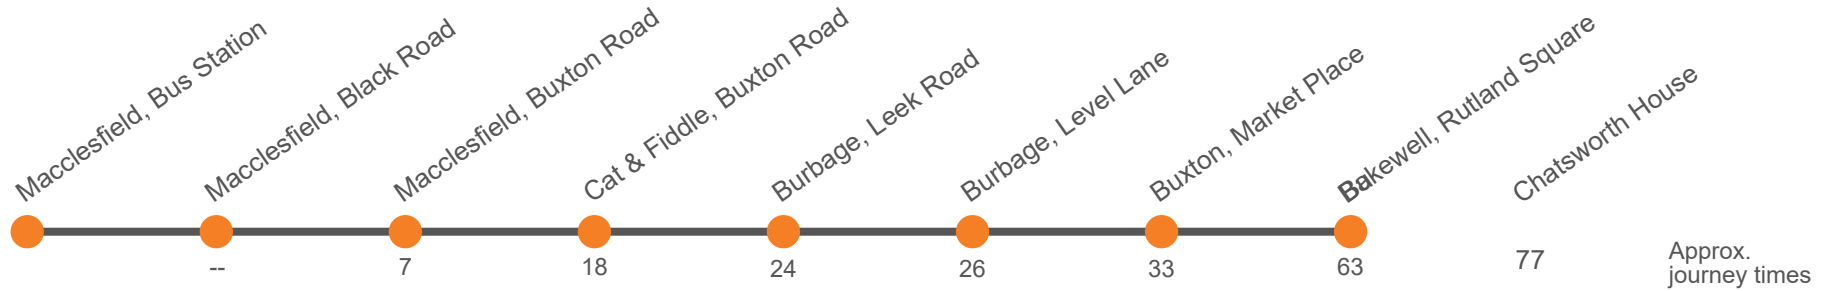 Macclesfield, Bus Station
Macclesfield, Black Road
Macclesfield, Buxton Road
Cat & Fiddle, Buxton Road
Burbage, Leek Road
Burbage, Level Lane
Buxton, Market Place
Bakewell, Rutland Square
Chatsworth House
--
7
18
24
26
33
63
77
Approx.
journey times